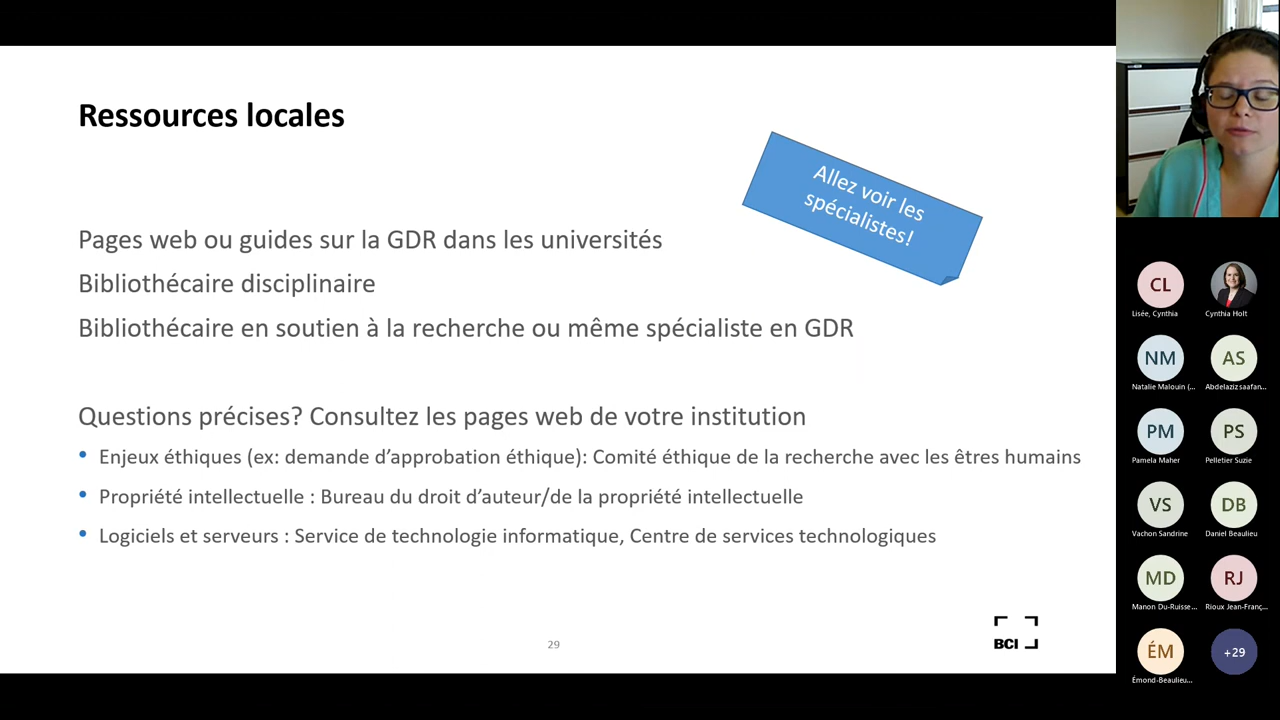 Ressources locales
Allez voir les
spécialistes!
Pages web ou guides sur la GDR dans les universités
Bibliothécaire disciplinaire
Bibliothécaire en soutien à la recherche ou même spécialiste en GDR
Questions précises? Consultez les pages web de votre institution
• Enjeux éthiques (ex: demande d’approbation éthique): Comité éthique de la recherche avec les êtres humains
• Propriété intellectuelle : Bureau du droit d’auteur/de la propriété intellectuelle
• Logiciels et serveurs : Service de technologie informatique, Centre de services technologiques
29
BCI
CL
Lisée, Cynthia
Cynthia Holt
NM
AS
Natalie Malouin (...
Abdelaziz saafan...
PM
PS
Pamela Maher
Pelletier Suzie
VS
DB
Vachon Sandrine
Daniel Beaulieu
MD
RJ
Manon Du-Ruisse...
Rioux Jean-Franç...
ÉM
+29
Émond-Beaulieu...